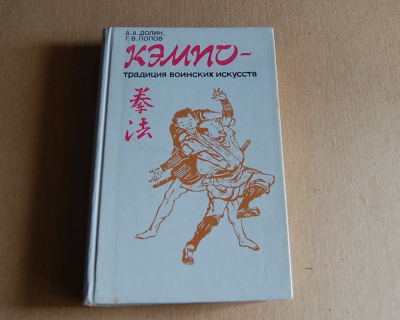 А. А. ДОЛИН,
Г. В. ПОПОВ
КЭМПО –
традиция воинских искусств
拳
法